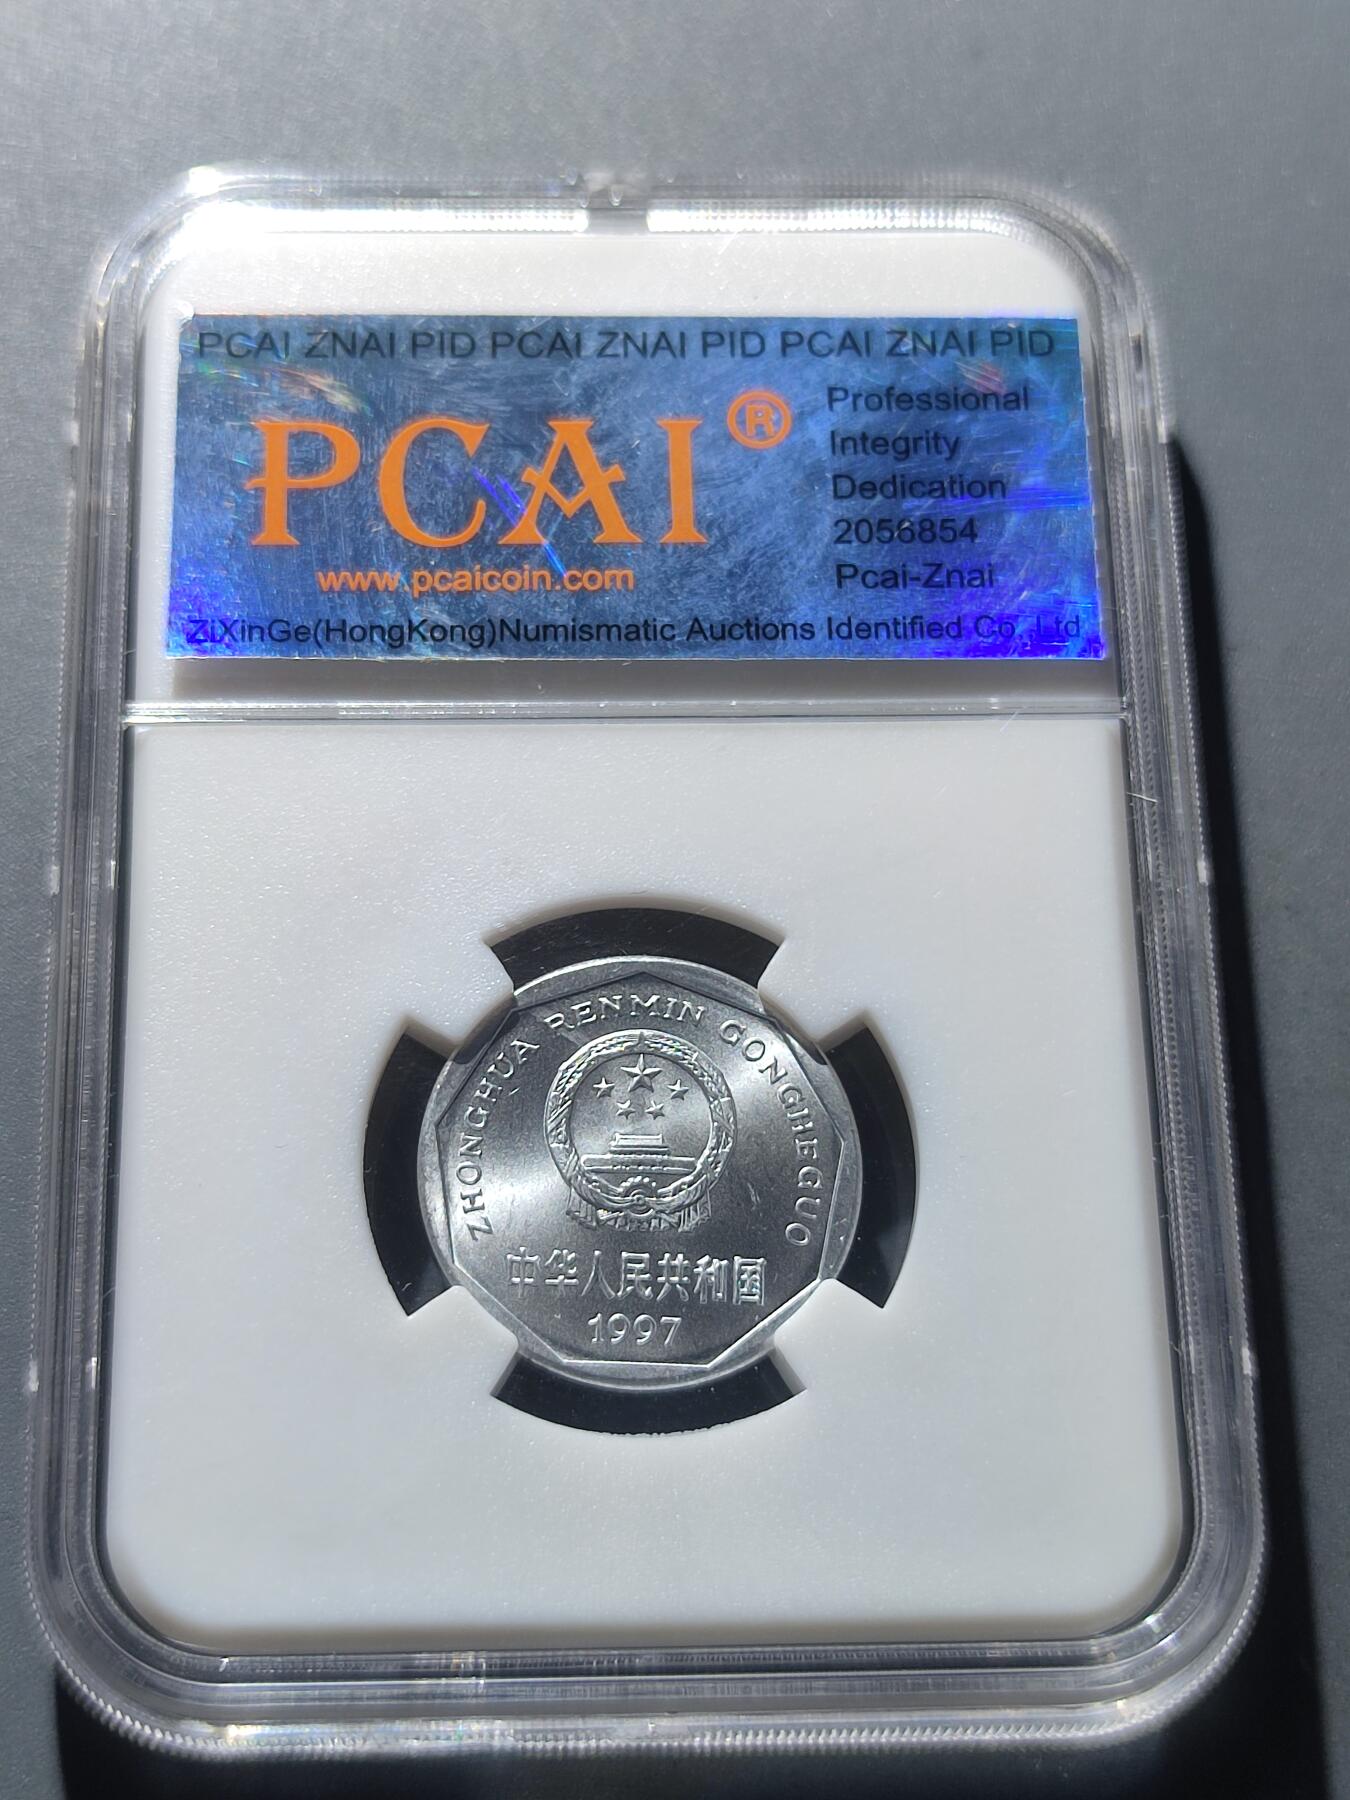 PCAI ZNAI PID PCAI ZNAI PID PCAI ZNAI PID
PCAI®
www.pcaicoin.com
Professional
Integrity
Dedication
2056854
Pcai-Znai
ZiXinGe(HongKong)Numismatic Auctions Identified Co.,Ltd
ZHONGHUA RENMIN GONGHEGUO
中华人民共和国
1997